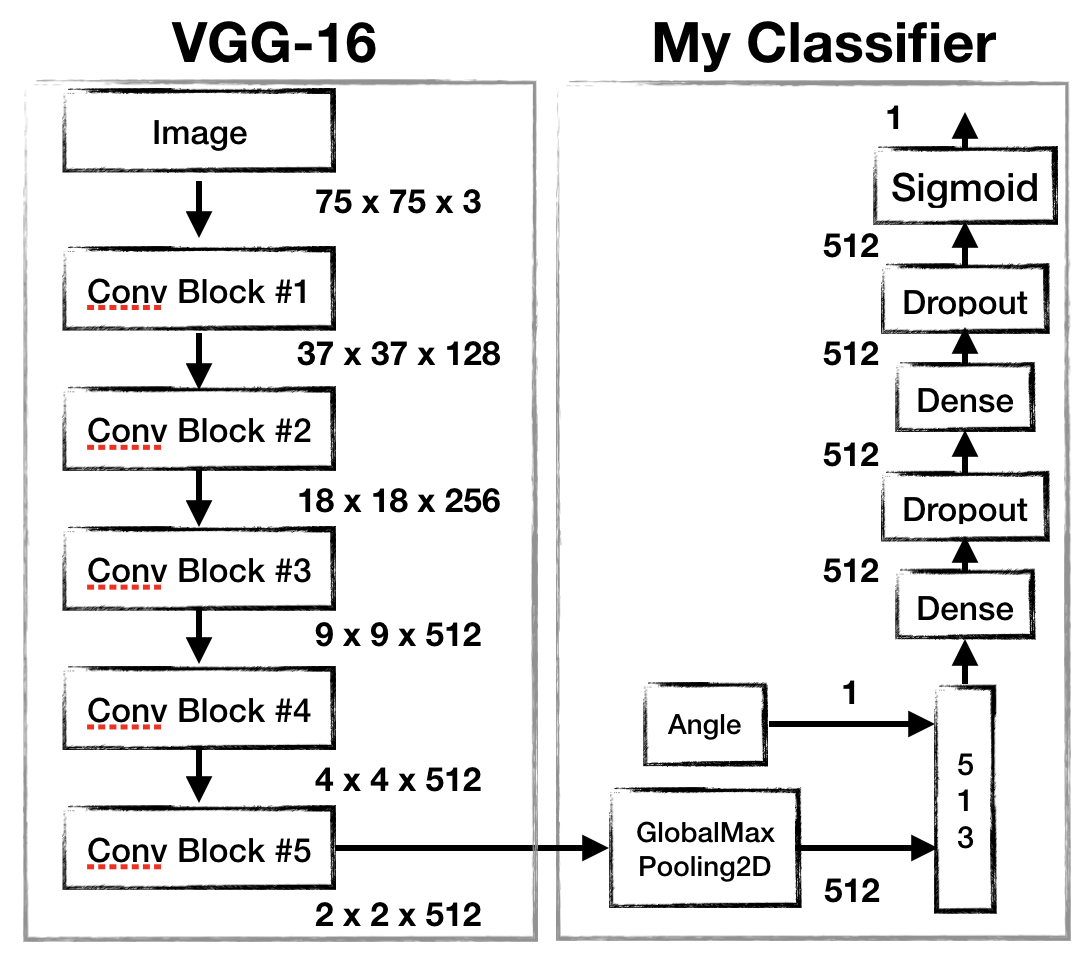 VGG-16
Image
75 x 75 x 3
Conv Block #1
37 x 37 x 128
Conv Block #2
18 x 18 x 256
Conv Block #3
9 x 9 x 512
Conv Block #4
4 x 4 x 512
Conv Block #5
2 x 2 x 512
My Classifier
1
Sigmoid
512
Dropout
512
Dense
512
Dropout
512
Dense
Angle
1
GlobalMax
Pooling2D
512
5
1
3